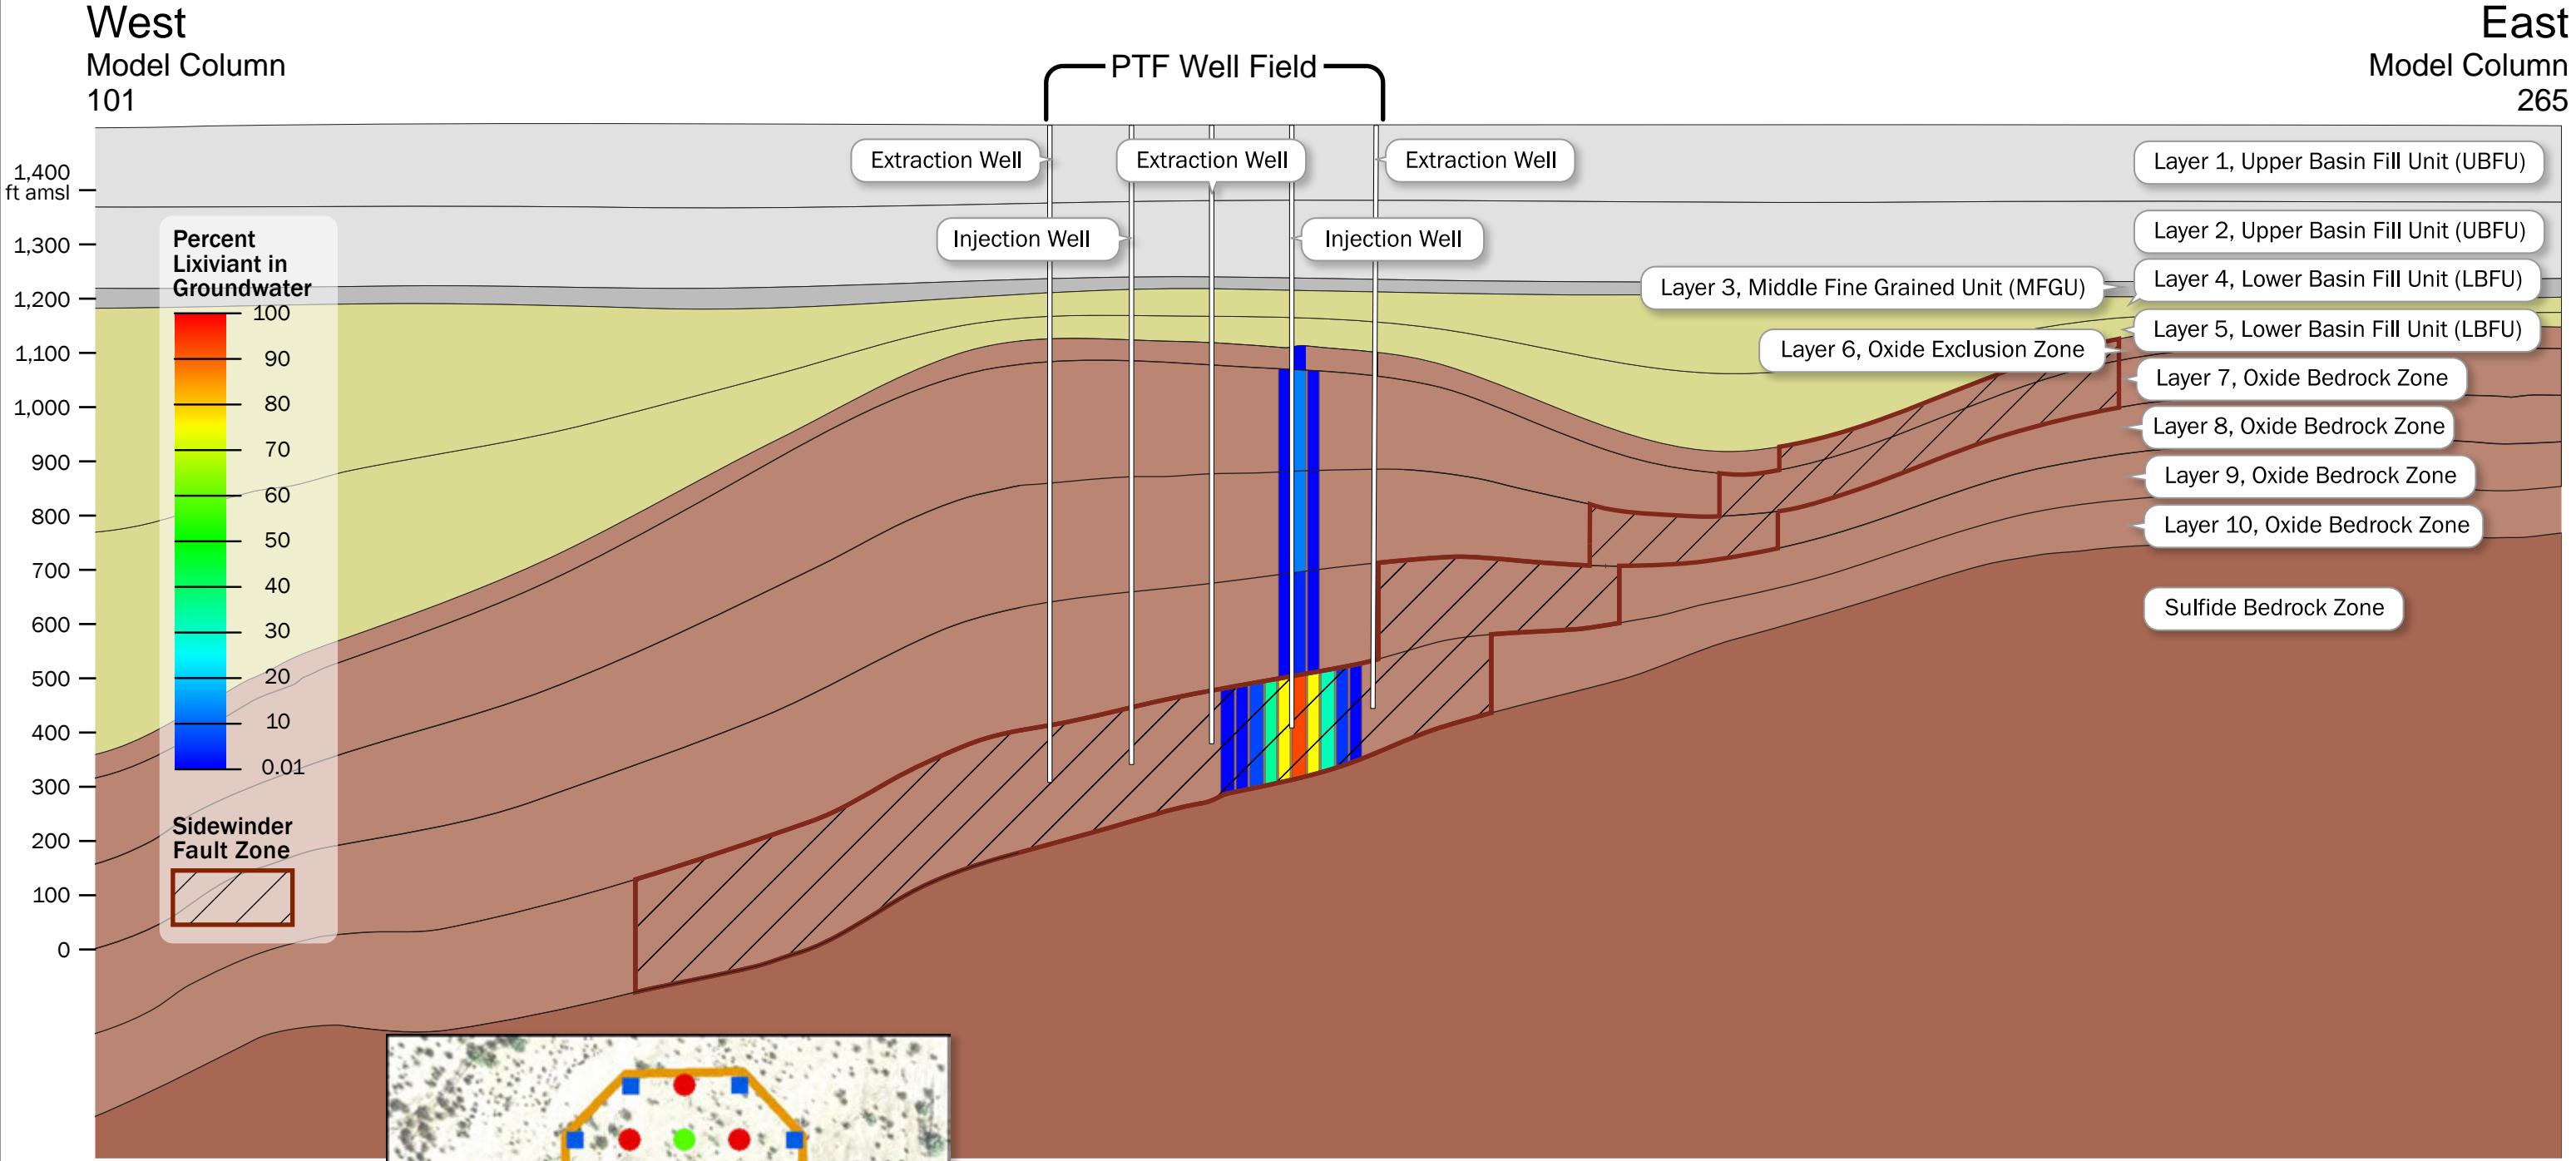 West
Model Column
101
East
Model Column
265
PTF Well Field
Extraction Well
Extraction Well
Extraction Well
Injection Well
Injection Well
Layer 1, Upper Basin Fill Unit (UBFU)
Layer 2, Upper Basin Fill Unit (UBFU)
Layer 3, Middle Fine Grained Unit (MFGU)
Layer 4, Lower Basin Fill Unit (LBFU)
Layer 5, Lower Basin Fill Unit (LBFU)
Layer 6, Oxide Exclusion Zone
Layer 7, Oxide Bedrock Zone
Layer 8, Oxide Bedrock Zone
Layer 9, Oxide Bedrock Zone
Layer 10, Oxide Bedrock Zone
Sulfide Bedrock Zone
1,400
ft amsl
1,300
1,200
1,100
1,000
900
800
700
600
500
400
300
200
100
0
Percent
Lixiviant in
Groundwater
100
90
80
70
60
50
40
30
20
10
0.01
Sidewinder
Fault Zone